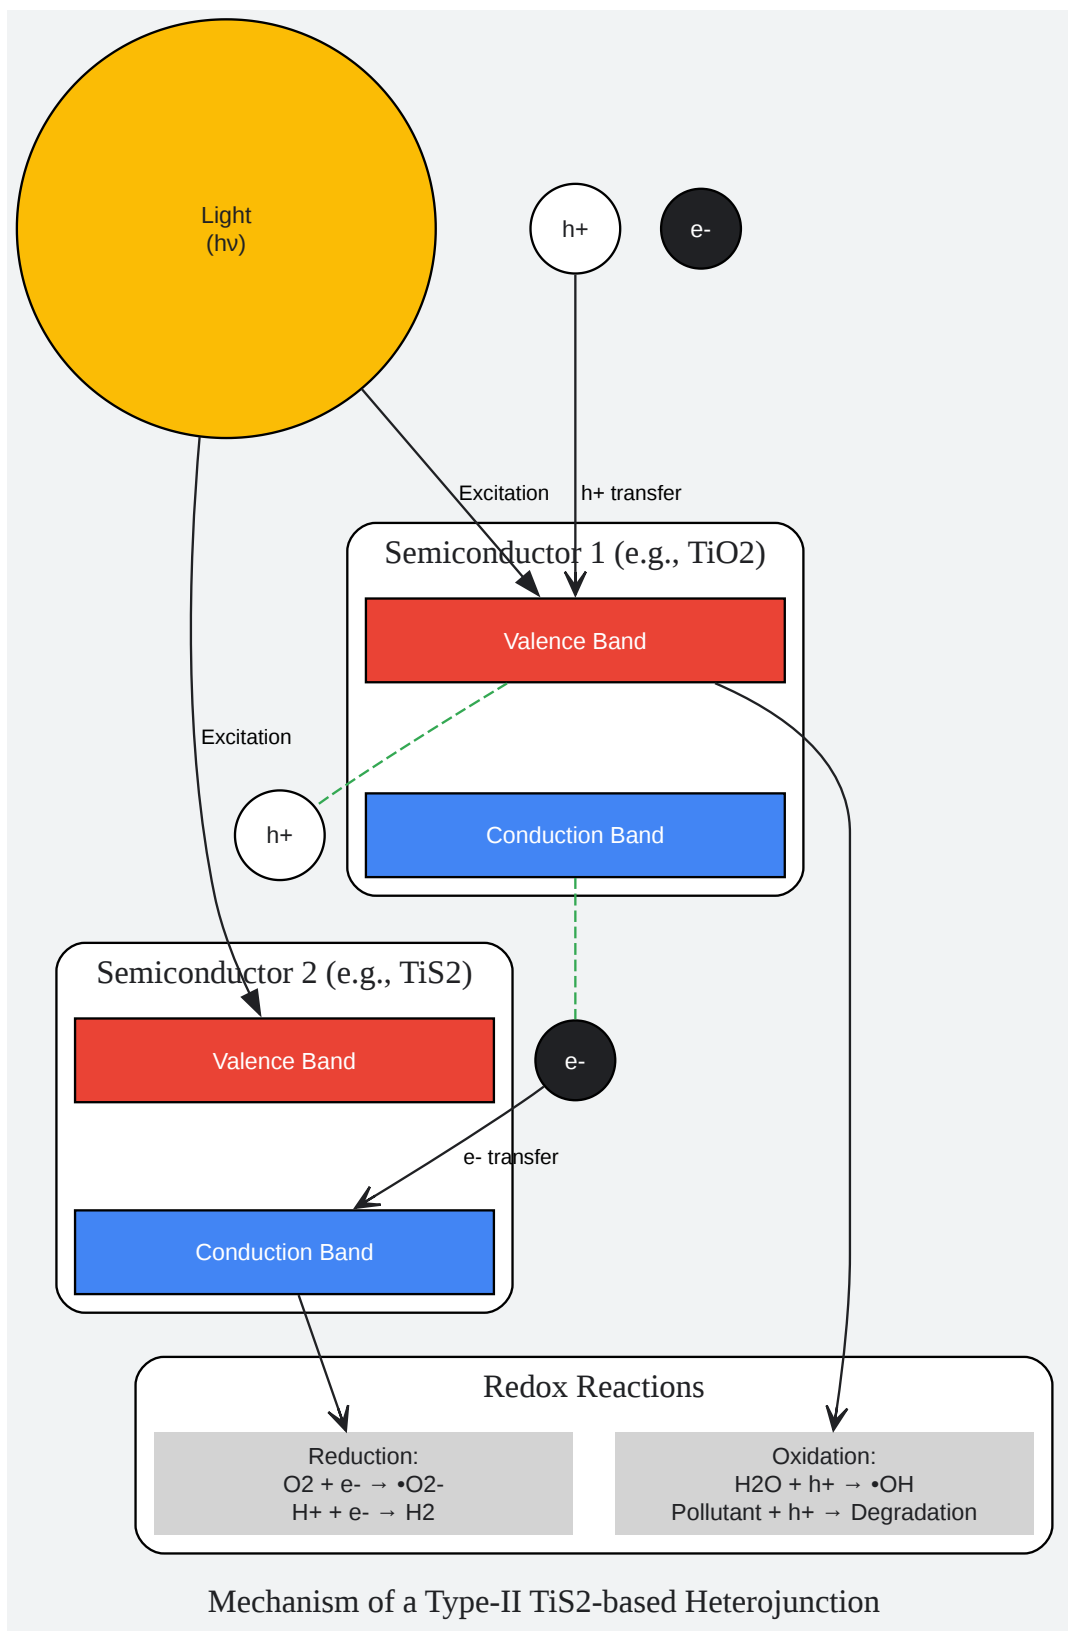 Light
(hν)
h+
e-
Excitation
h+ transfer
Semiconductor 1 (e.g., TiO2)
Valence Band
Excitation
h+
Conduction Band
Semiconductor 2 (e.g., TiS2)
Valence Band
e-
e- transfer
Conduction Band
Redox Reactions
Reduction:
O2 + e- → •O2-
H+ + e- → H2
Oxidation:
H2O + h+ → •OH
Pollutant + h+ → Degradation
Mechanism of a Type-II TiS2-based Heterojunction